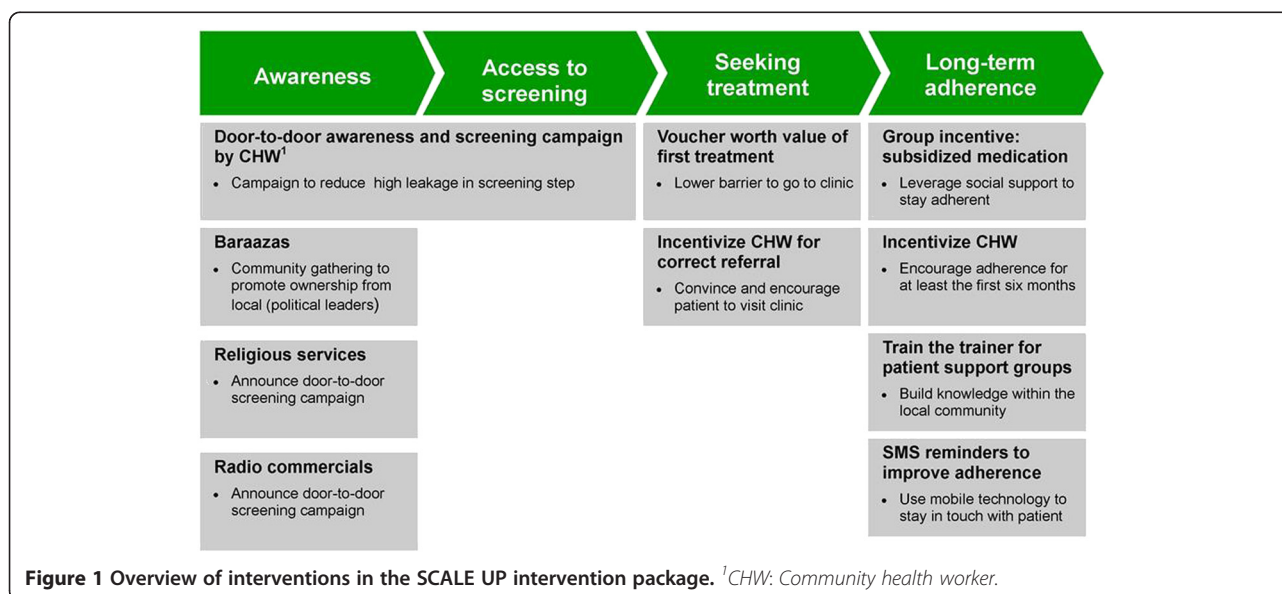 Awareness
Access to
screening
Seeking
treatment
Long-term
adherence
Door-to-door awareness and screening campaign
by CHW1
• Campaign to reduce high leakage in screening step
Voucher worth value of
first treatment
• Lower barrier to go to clinic
Group incentive:
subsidized medication
• Leverage social support to
stay adherent
Baraazas
• Community gathering to
promote ownership from
local (political leaders)
Incentivize CHW for
correct referral
• Convince and encourage
patient to visit clinic
Incentivize CHW
• Encourage adherence for
at least the first six months
Religious services
• Announce door-to-door
screening campaign
Train the trainer for
patient support groups
• Build knowledge within the
local community
Radio commercials
• Announce door-to-door
screening campaign
SMS reminders to
improve adherence
• Use mobile technology to
stay in touch with patient
Figure 1 Overview of interventions in the SCALE UP intervention package. 1CHW: Community health worker.